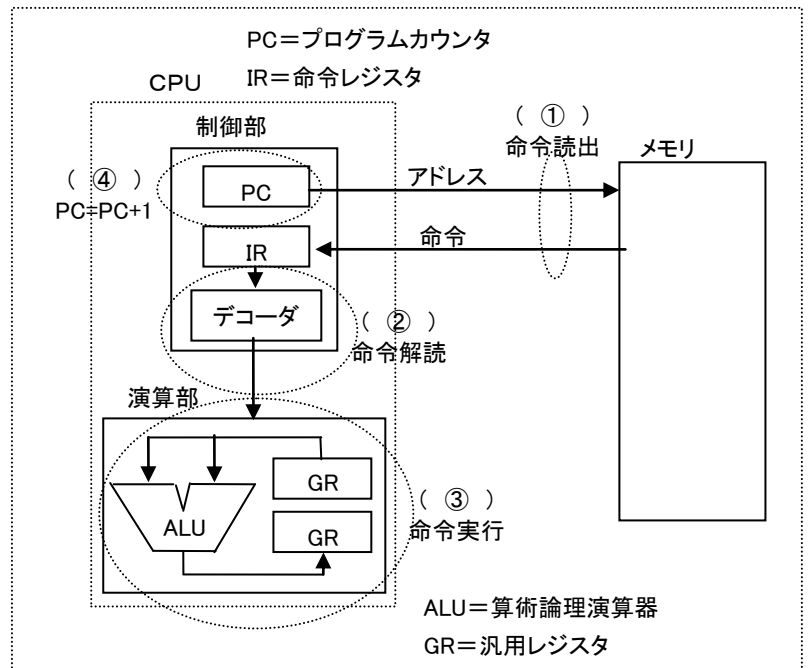 PC=プログラムカウンタ
CPU
IR=命令レジスタ
( ① )
命令読出
制御部
メモリ
( ④ )
PC=PC+1
PC
アドレス
IR
命令
デコーダ
( ② )
命令解読
演算部
GR
ALU
GR
( ③ )
命令実行
ALU=算術論理演算器
GR=汎用レジスタ